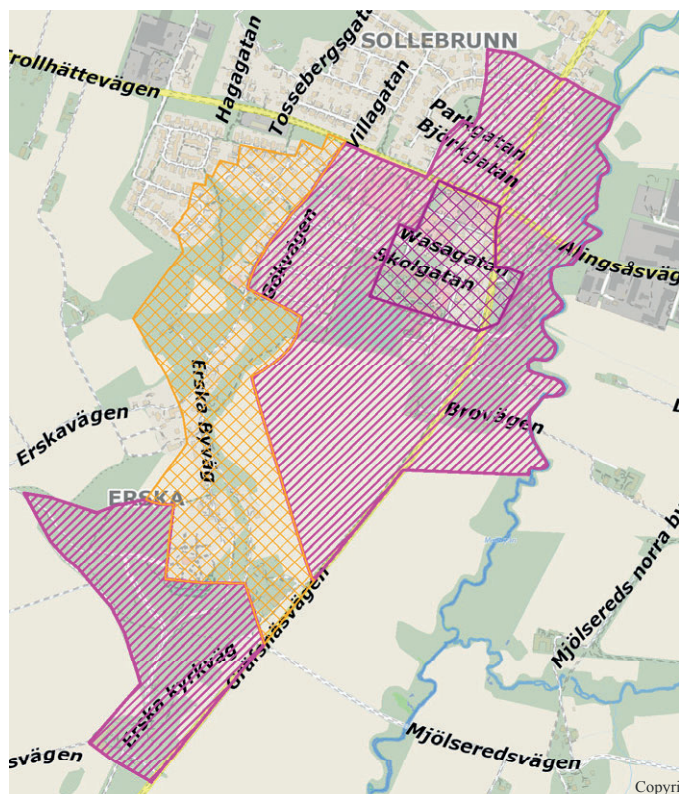 SOLLEBRUNN
Trollhättevägen
Hagagatan
Tossebergsgatan
Villagatan
Parkgatan
Björkgatan
Gökvägen
Wasagatan
Skolgatan
Alingsåsväg
Erska Byväg
Erskavägen
Brovägen
ERSKA
Mjölsereds norra by
Gräfsnäsvägen
Erska kyrkväg
Mjölseredsvägen
svägen
Copyri